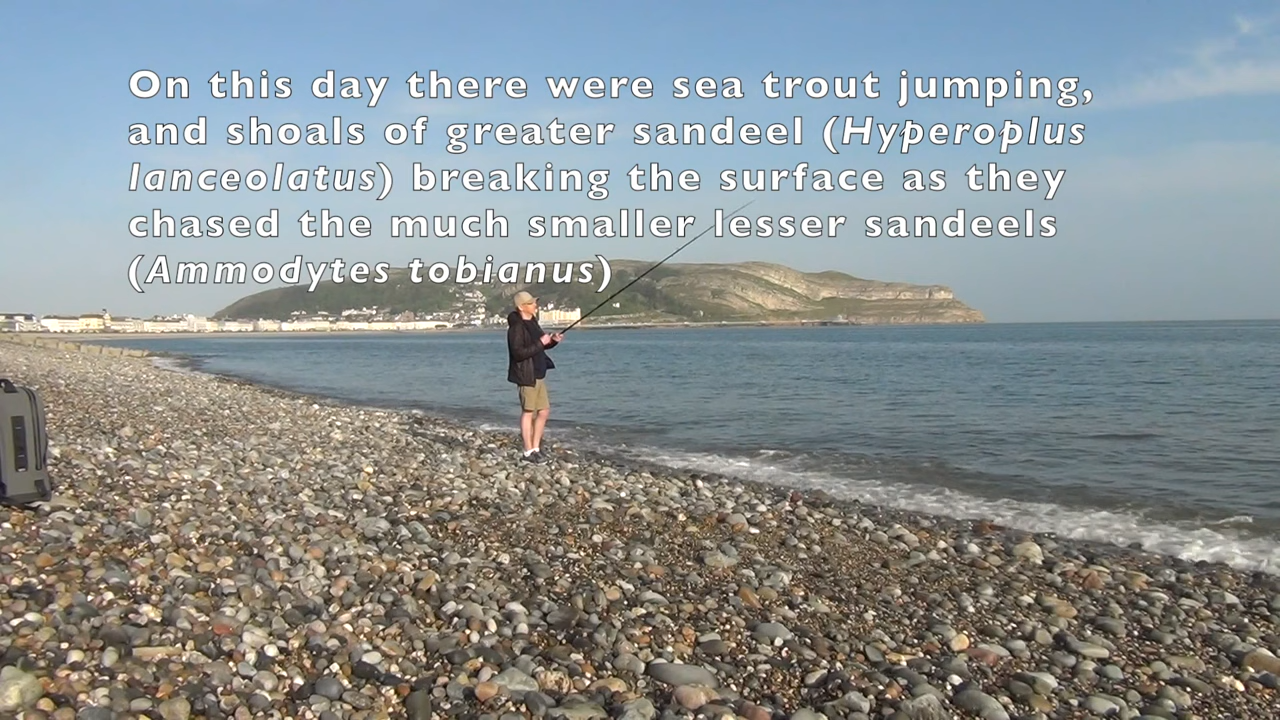 On this day there were sea trout jumping,
and shoals of greater sandeel (Hyperoplus
lanceolatus) breaking the surface as they
chased the much smaller lesser sandeels
(Ammodytes tobianus)